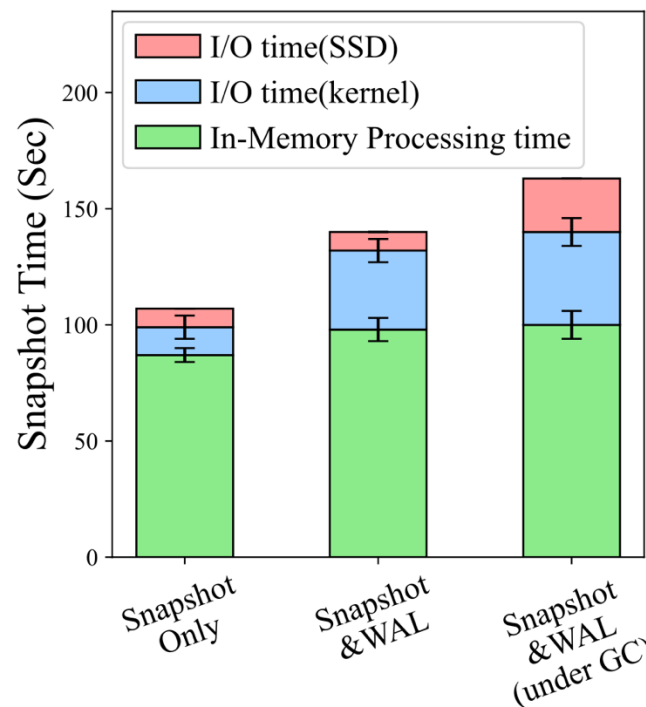 I/O time(SSD)
I/O time(kernel)
In-Memory Processing time
Snapshot Time (Sec)
200
150
100
50
0
Snapshot
Only
Snapshot
&WAL
Snapshot
&WAL
(under GC)